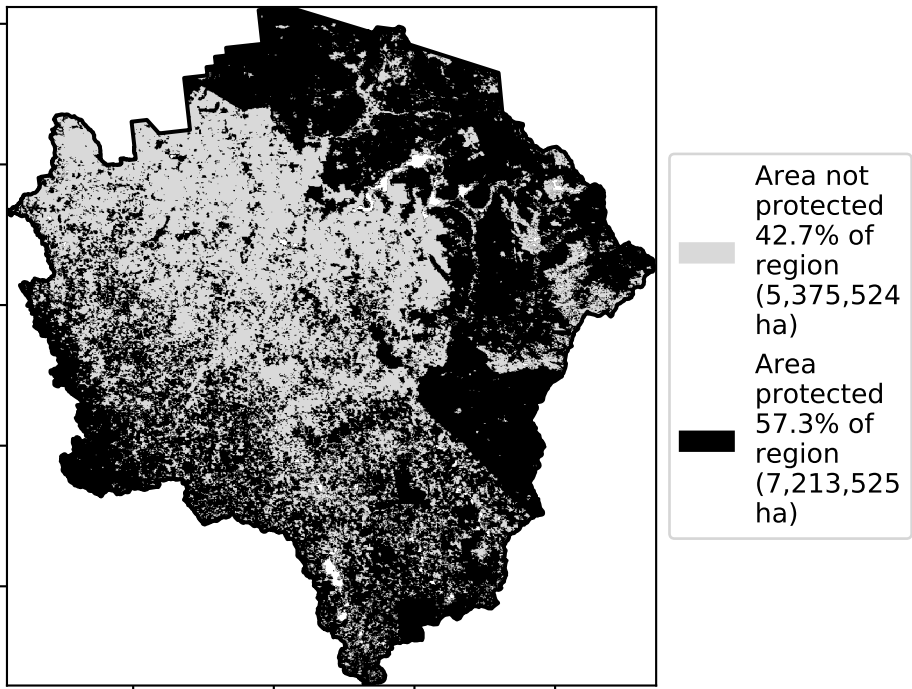 Area not
protected
42.7% of
region
(5,375,524
ha)
Area
protected
57.3% of
region
(7,213,525
ha)